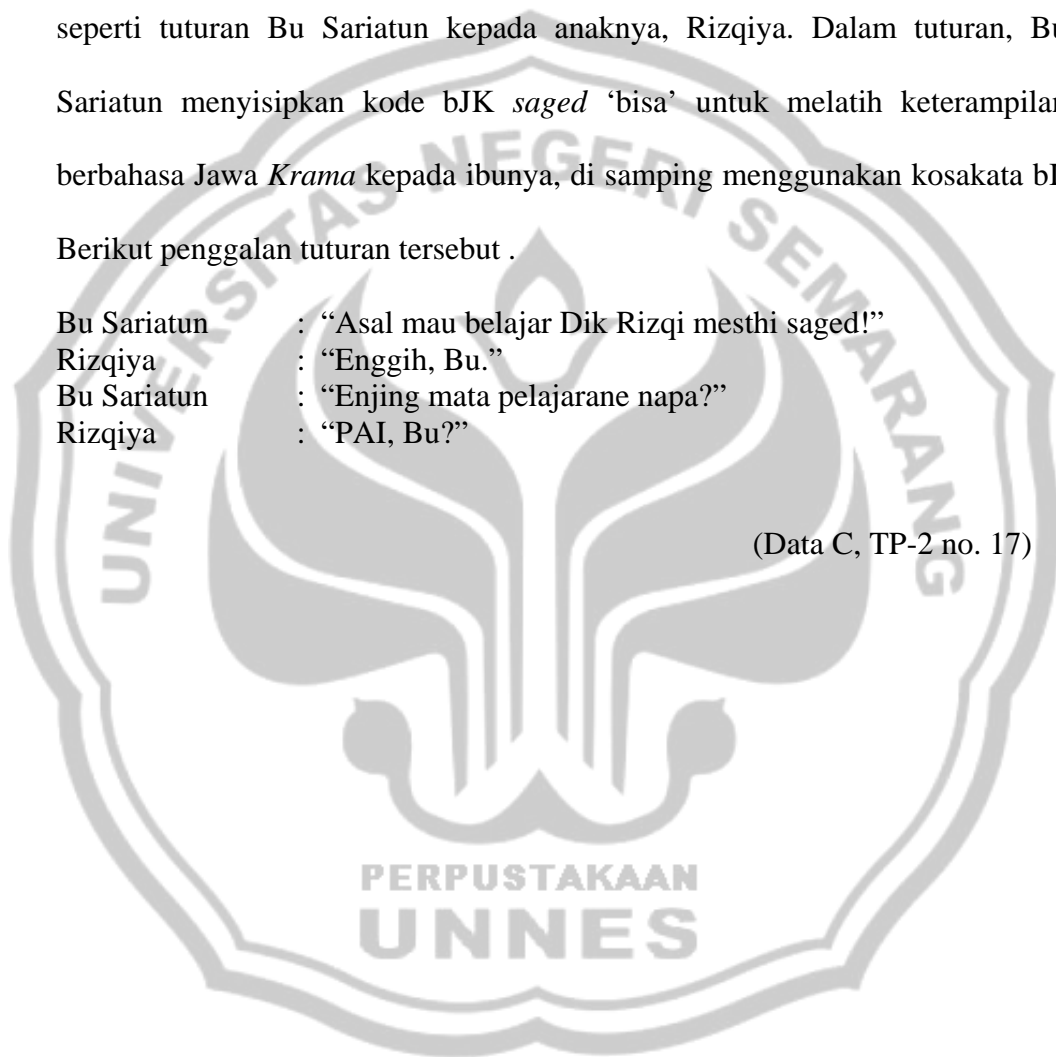 seperti tuturan Bu Sariatun kepada anaknya, Rizqiya. Dalam tuturan, Bu
Sariatun menyisipkan kode bJK saged ‘bisa’ untuk melatih keterampilan
berbahasa Jawa Krama kepada ibunya, di samping menggunakan kosakata
Berikut penggalan tuturan tersebut .
Bu Sariatun : “Asal mau belajar Dik Rizqi mesthi saged!”
Rizqiya : “Enggih, Bu.”
Bu Sariatun : “Enjing mata pelajarane napa?”
Rizqiya : “PAI, Bu?”
(Data C, TP-2 no. 17)
UNIVERSITAS NEGERI SEMARANG
PERPUSTAKAAN
UNNES